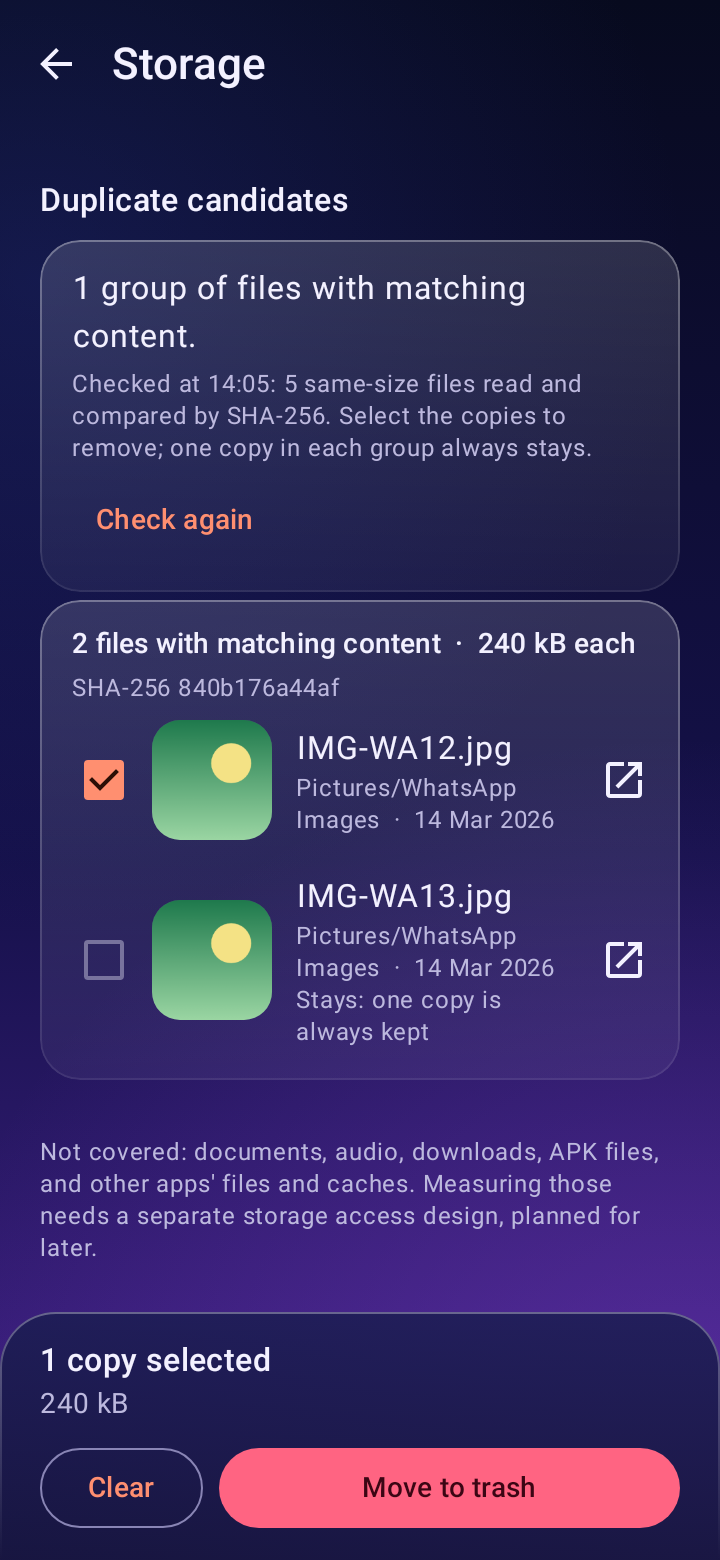 Storage
Duplicate candidates
1 group of files with matching
content.
Checked at 14:05: 5 same-size files read and
compared by SHA-256. Select the copies to
remove; one copy in each group always stays.
Check again
2 files with matching content · 240 kB each
SHA-256 840b176a44af
IMG-WA12.jpg
Pictures/WhatsApp
Images · 14 Mar 2026
IMG-WA13.jpg
Pictures/WhatsApp
Images · 14 Mar 2026
Stays: one copy is
always kept
Not covered: documents, audio, downloads, APK files,
and other apps' files and caches. Measuring those
needs a separate storage access design, planned for
later.
1 copy selected
240 kB
Clear
Move to trash